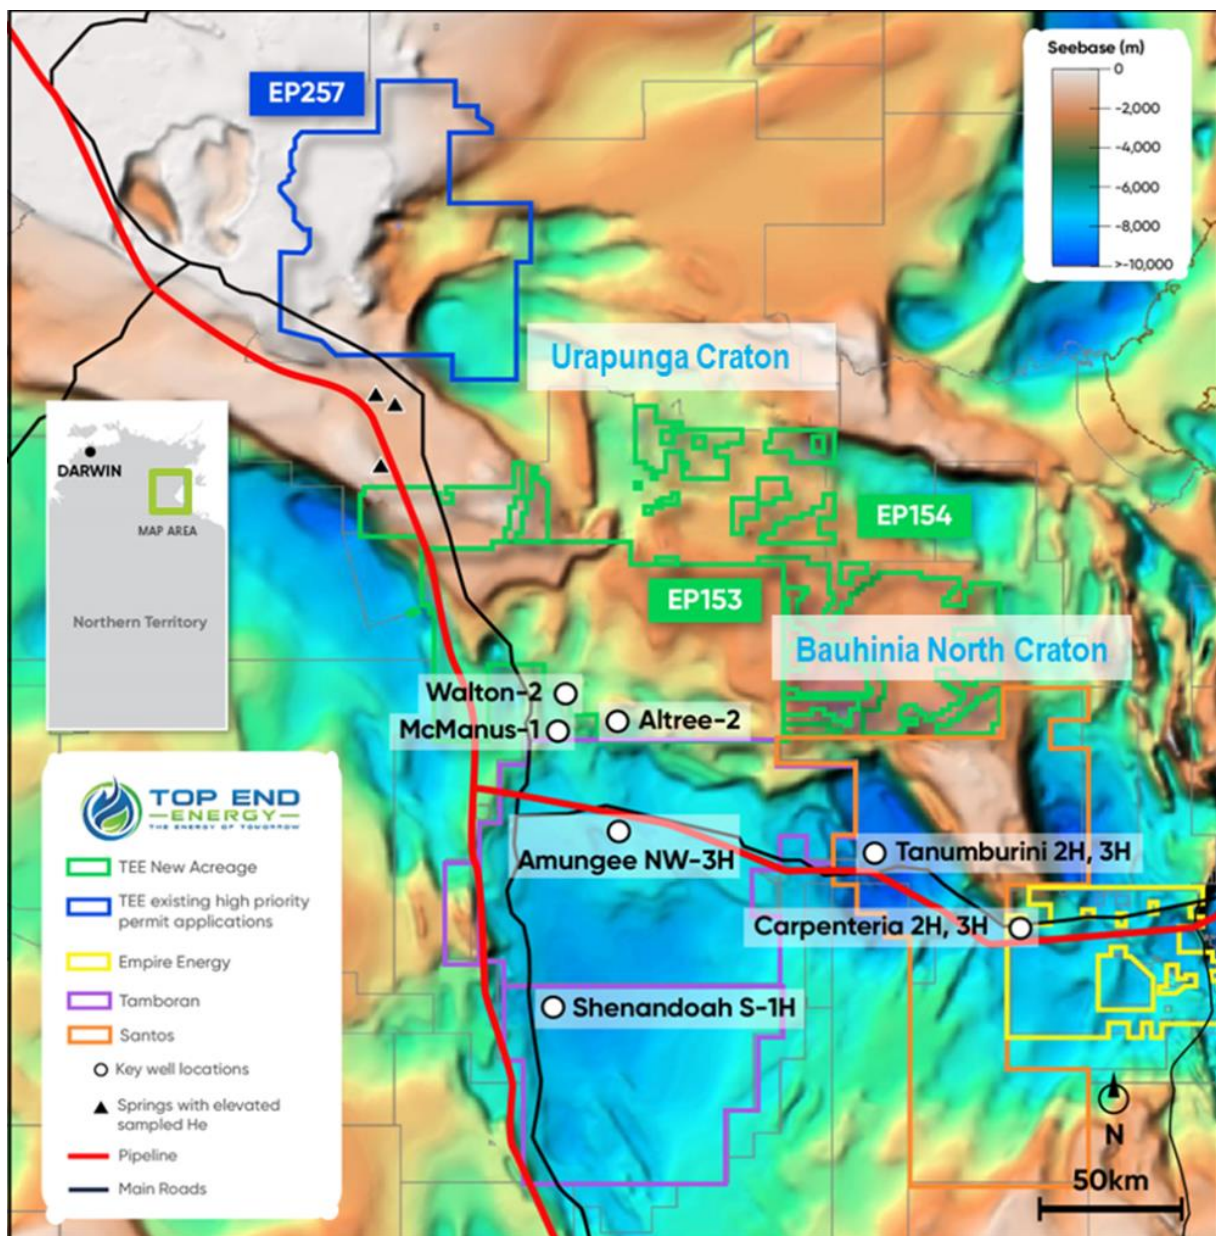 EP257
Seebase (m)
0
-2,000
-4,000
-6,000
-8,000
>-10,000
Urapunga Craton
DARWIN
MAP AREA
Northern Territory
EP154
EP153
Bauhinia North Craton
Walton-2
McManus-1
Altree-2
Amungee NW-3H
Tanumburini 2H, 3H
Carpenteria 2H, 3H
Shenandoah S-1H
TOP END
ENERGY
THE ENERGY OF TOMORROW
TEE New Acreage
TEE existing high priority
permit applications
Empire Energy
Tamboran
Santos
Key well locations
Springs with elevated
sampled He
Pipeline
Main Roads
N
50km